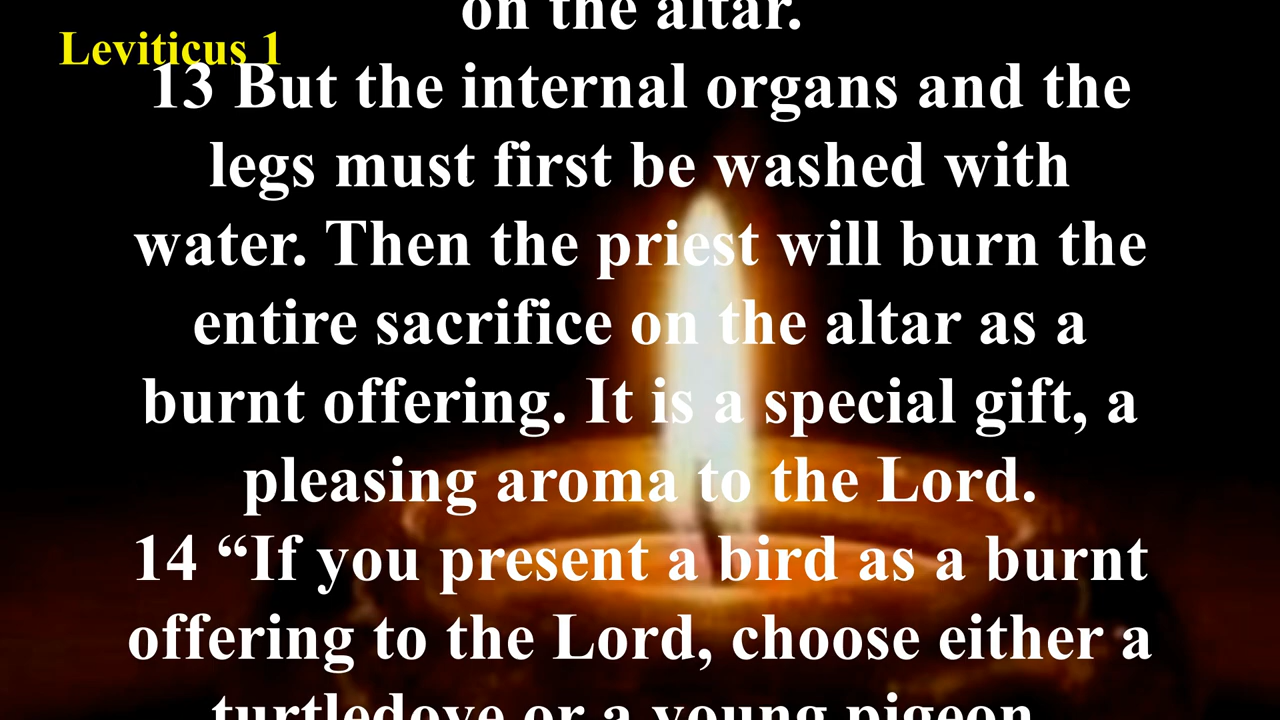 on the altar.
Leviticus 1
13 But the internal organs and the
legs must first be washed with
water. Then the priest will burn the
entire sacrifice on the altar as a
burnt offering. It is a special gift, a
pleasing aroma to the Lord.
14 “If you present a bird as a burnt
offering to the Lord, choose either a
turtledove or a young pigeon.